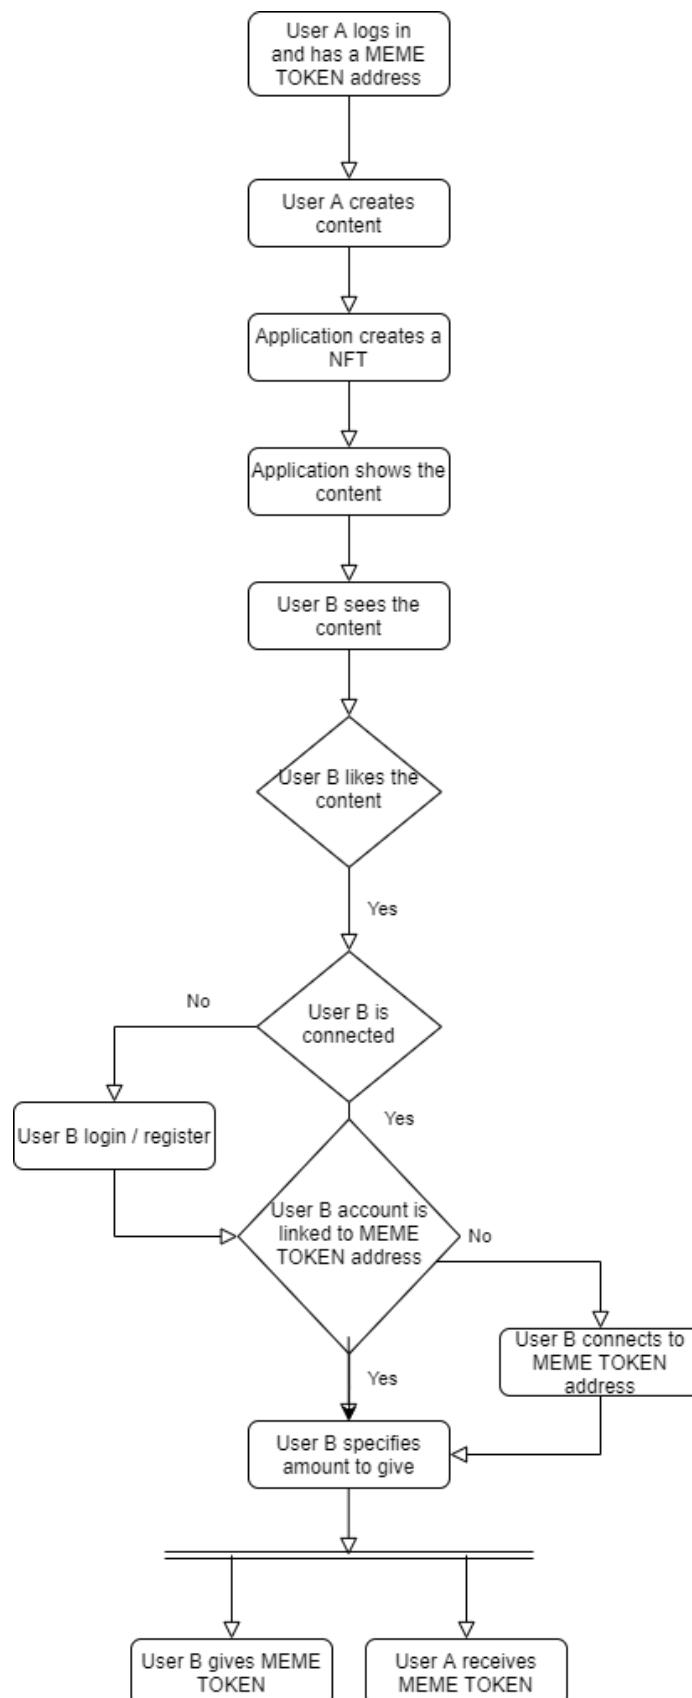 User A logs in
and has a MEME
TOKEN address
User A creates
content
Application creates a
NFT
Application shows the
content
User B sees the
content
User B likes the
content
Yes
No
User B is
connected
Yes
User B login / register
User B account is
linked to MEME
TOKEN address
No
User B connects to
MEME TOKEN
address
Yes
User B specifies
amount to give
User B gives MEME
TOKEN
User A receives
MEME TOKEN